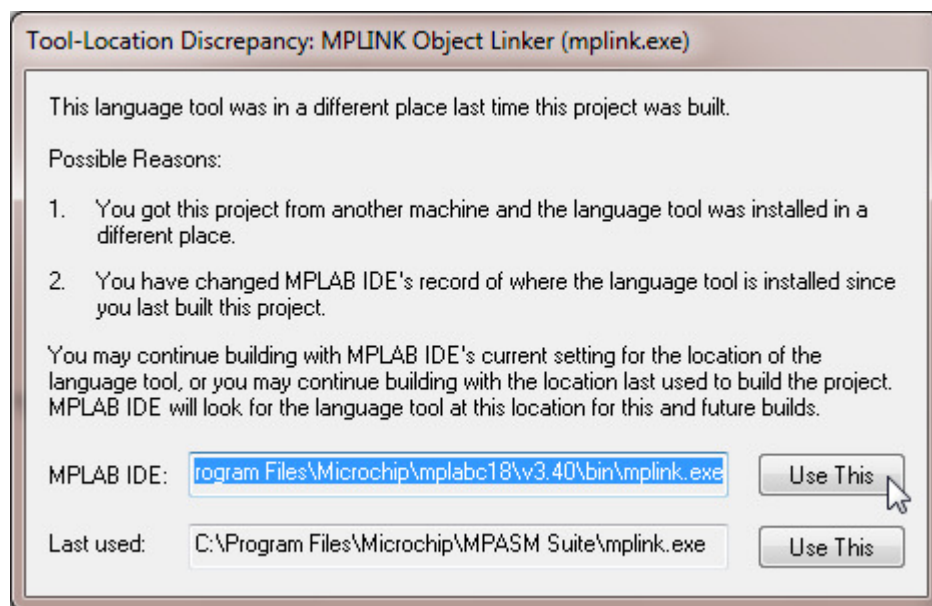 Tool-Location Discrepancy: MPLINK Object Linker (mplink.exe)
This language tool was in a different place last time this project was built.
Possible Reasons:
1. You got this project from another machine and the language tool was installed in a
different place.
2. You have changed MPLAB IDE's record of where the language tool is installed since
you last built this project.
You may continue building with MPLAB IDE's current setting for the location of the
language tool, or you may continue building with the location last used to build the project.
MPLAB IDE will look for the language tool at this location for this and future builds.
MPLAB IDE: rogram Files\Microchip\mplabc18\v3.40\bin\mplink.exe Use This
Last used: C:\Program Files\Microchip\MPASM Suite\mplink.exe Use This